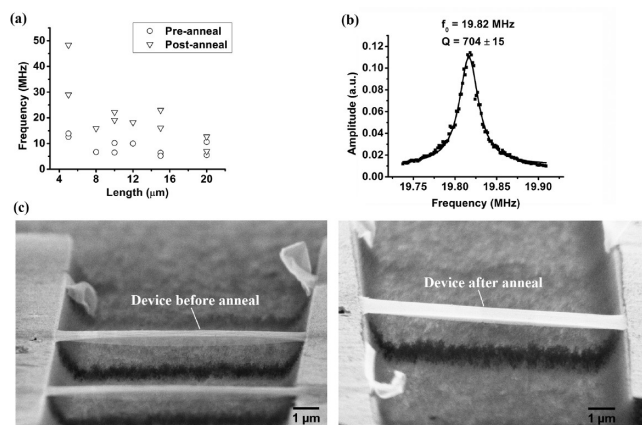 (a)
Pre-anneal
Post-anneal
50
40
30
20
10
0
Frequency (MHz)
4
8
12
16
20
Length (μm)
(b)
f0 = 19.82 MHz
Q = 704 ± 15
0.12
0.10
0.08
0.06
0.04
0.02
0.00
Amplitude (a.u.)
19.75
19.80
19.85
19.90
Frequency (MHz)
(c)
Device before anneal
1 μm
Device after anneal
1 μm